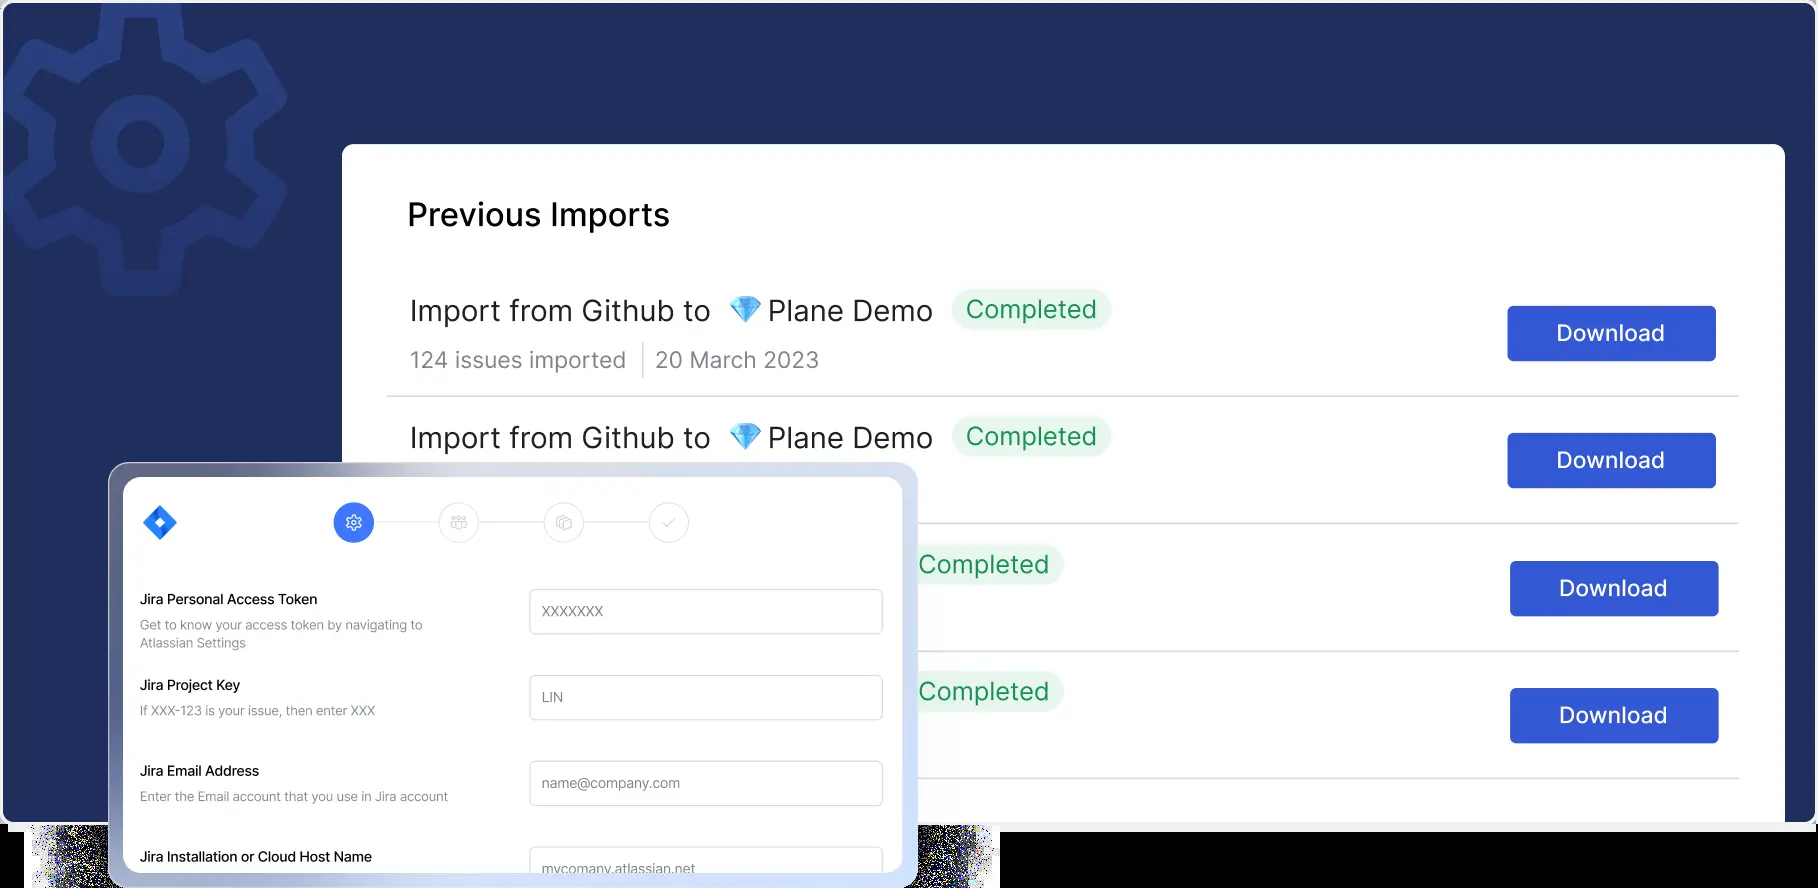 Previous Imports
Import from Github to 💎 Plane Demo Completed
124 issues imported | 20 March 2023
Download
Import from Github to 💎 Plane Demo Completed
Download
Completed
Download
Completed
Download
Jira Personal Access Token
Get to know your access token by navigating to
Atlassian Settings
XXXXXXX
Jira Project Key
If XXX-123 is your issue, then enter XXX
LIN
Jira Email Address
Enter the Email account that you use in Jira account
name@company.com
Jira Installation or Cloud Host Name
mycomany.atlassian.net